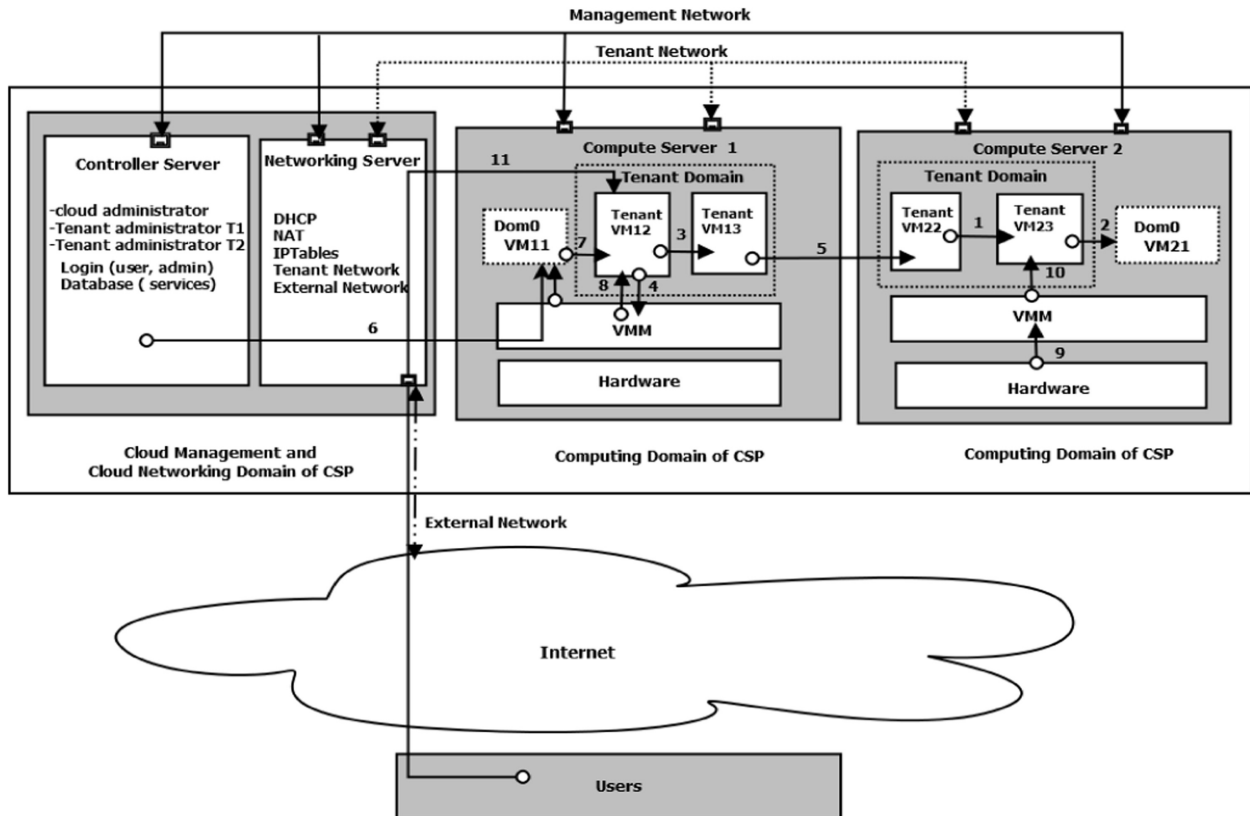 Management Network
Tenant Network
Controller Server
-cloud administrator
-Tenant administrator T1
-Tenant administrator T2
Login (user, admin)
Database ( services)
Networking Server
DHCP
NAT
IPTables
Tenant Network
External Network
11
6
Compute Server 1
Tenant Domain
Dom0
VM11
7
Tenant
VM12
3
Tenant
VM13
8
4
VMM
Hardware
5
Compute Server 2
Tenant Domain
Tenant
VM22
1
Tenant
VM23
2
Dom0
VM21
10
VMM
9
Hardware
Cloud Management and
Cloud Networking Domain of CSP
Computing Domain of CSP
Computing Domain of CSP
External Network
Internet
Users